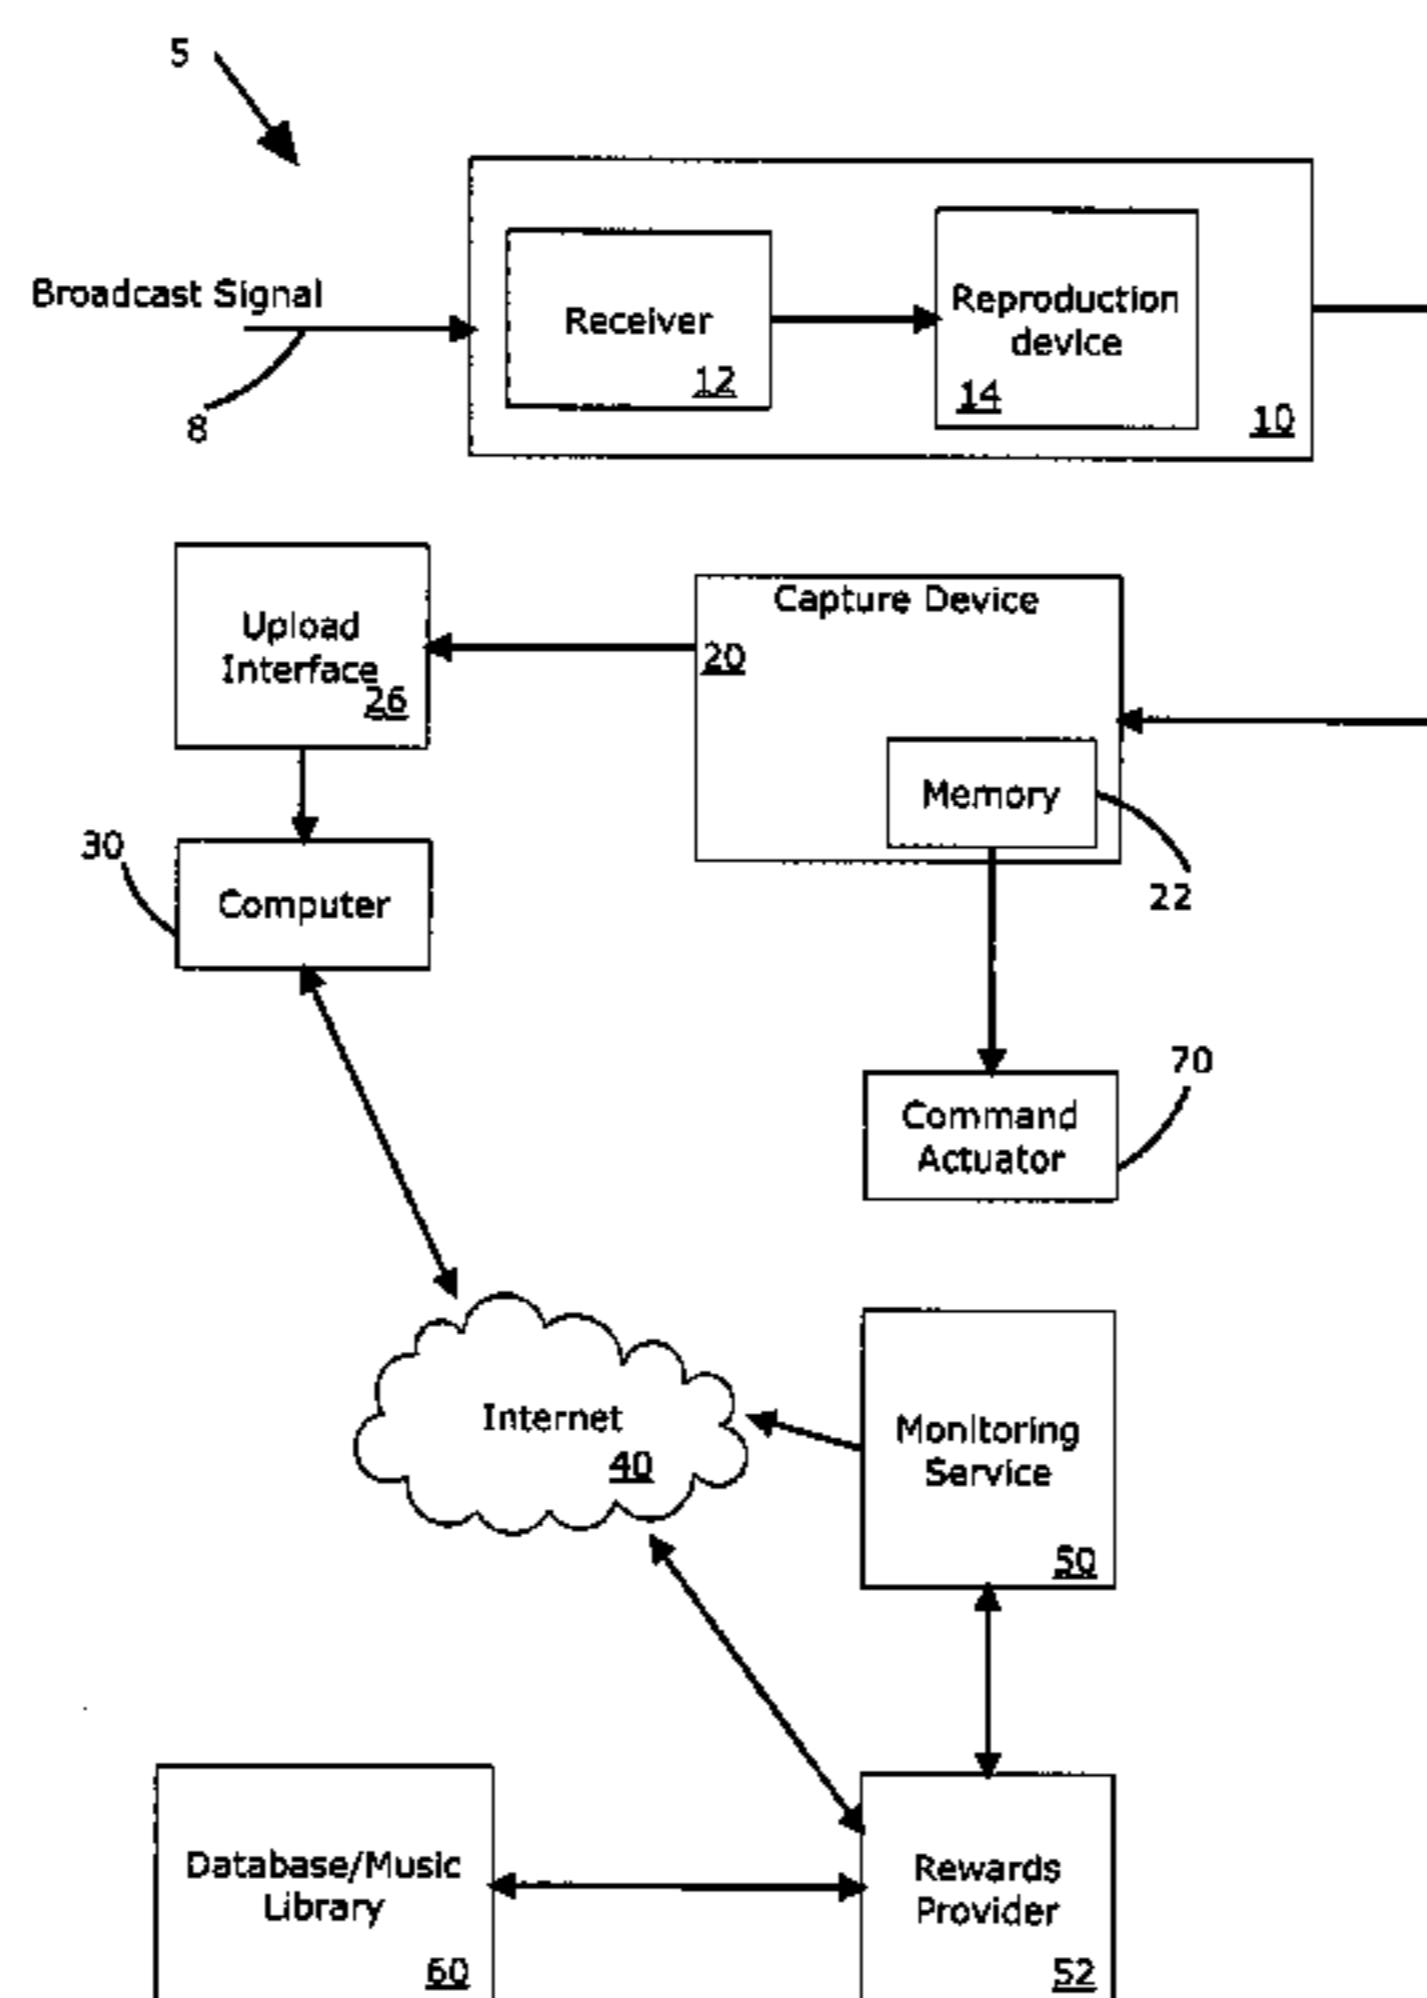 5
Broadcast Signal
8
Receiver
12
Reproduction
device
14
10
Upload
Interface
26
Capture Device
20
Memory
22
30
Computer
70
Command
Actuator
Internet
40
Monitoring
Service
50
Database/Music
Library
60
Rewards
Provider
52